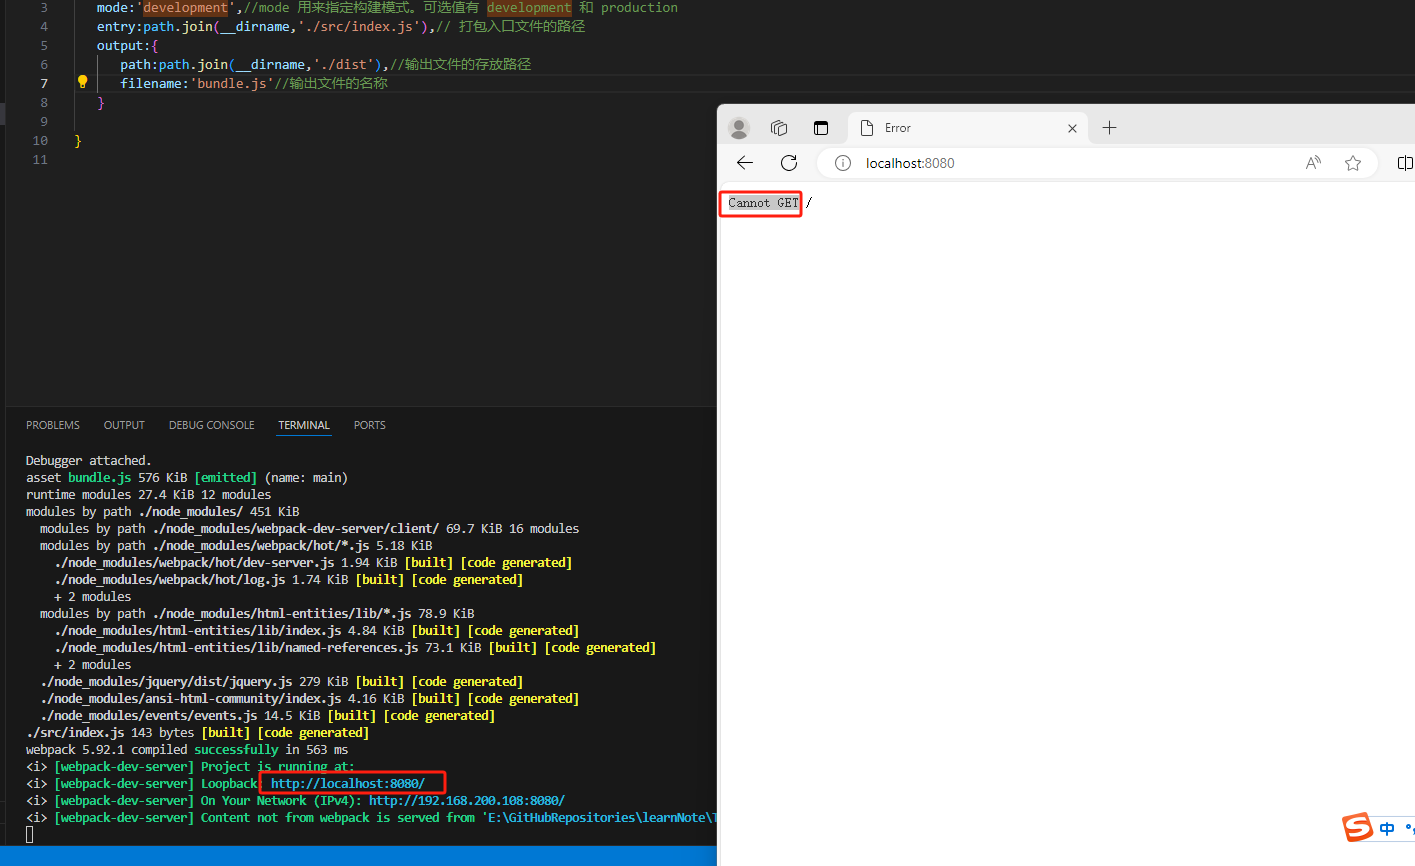 3 mode:'development',//mode 用来指定构建模式。可选值有 development 和 production
4 entry:path.join(__dirname,'./src/index.js'),// 打包入口文件的路径
5 output:{
6 path:path.join(__dirname,'./dist'),//输出文件的存放路径
7 filename:'bundle.js'//输出文件的名称
8 }
9
10 }
11
Error
localhost:8080
Cannot GET /
PROBLEMS OUTPUT DEBUG CONSOLE TERMINAL PORTS
Debugger attached.
asset bundle.js 576 KiB [emitted] (name: main)
runtime modules 27.4 KiB 12 modules
modules by path ./node_modules/ 451 KiB
modules by path ./node_modules/webpack-dev-server/client/ 69.7 KiB 16 modules
modules by path ./node_modules/webpack/hot/*.js 5.18 KiB
./node_modules/webpack/hot/dev-server.js 1.94 KiB [built] [code generated]
./node_modules/webpack/hot/log.js 1.74 KiB [built] [code generated]
+ 2 modules
modules by path ./node_modules/html-entities/lib/*.js 78.9 KiB
./node_modules/html-entities/lib/index.js 4.84 KiB [built] [code generated]
./node_modules/html-entities/lib/named-references.js 73.1 KiB [built] [code generated]
+ 2 modules
./node_modules/jquery/dist/jquery.js 279 KiB [built] [code generated]
./node_modules/ansi-html-community/index.js 4.16 KiB [built] [code generated]
./node_modules/events/events.js 14.5 KiB [built] [code generated]
./src/index.js 143 bytes [built] [code generated]
webpack 5.92.1 compiled successfully in 563 ms
<i> [webpack-dev-server] Project is running at:
<i> [webpack-dev-server] Loopback: http://localhost:8080/
<i> [webpack-dev-server] On Your Network (IPv4): http://192.168.200.108:8080/
<i> [webpack-dev-server] Content not from webpack is served from 'E:\GitHubRepositories\learnNote\
中